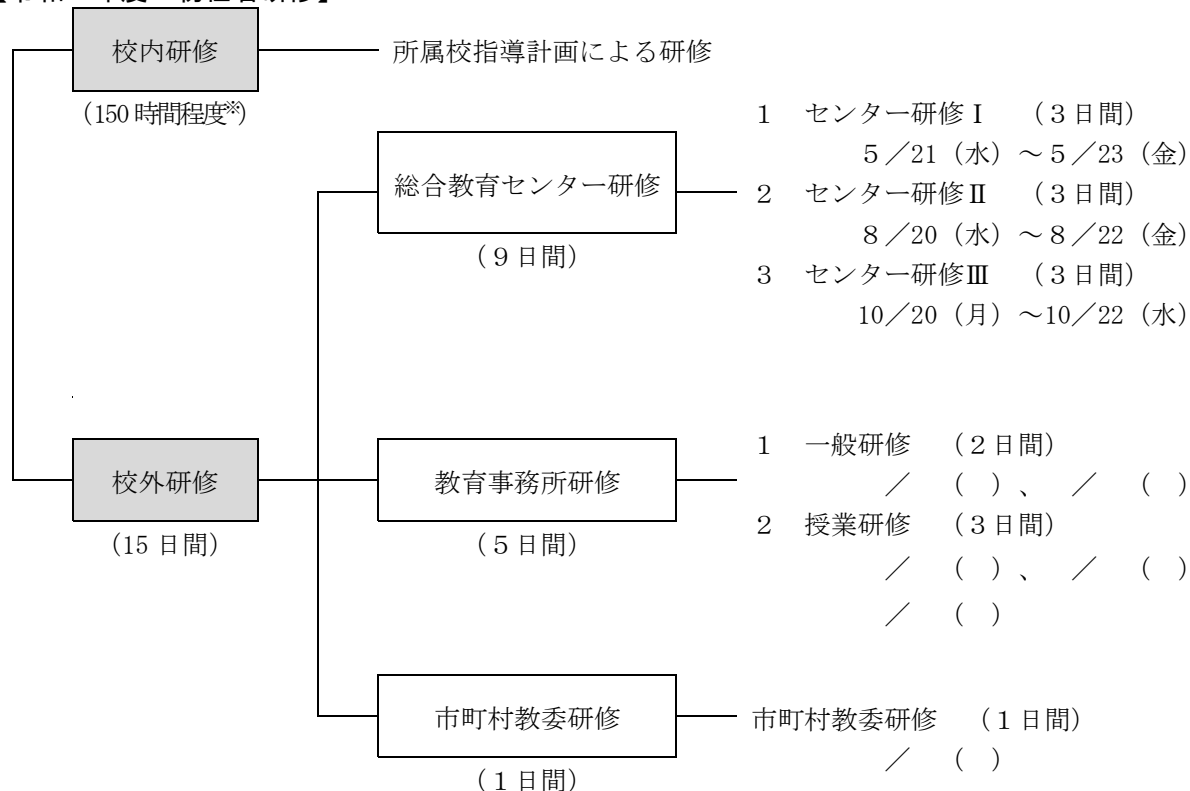 校内研修
所属校指導計画による研修
（150 時間程度※）
総合教育センター研修
（９日間）
１　センター研修Ⅰ　（３日間）
５／21（水）～５／23（金）
２　センター研修Ⅱ　（３日間）
８／20（水）～８／22（金）
３　センター研修Ⅲ　（３日間）
10／20（月）～10／22（水）
校外研修
（15 日間）
教育事務所研修
（５日間）
１　一般研修　（２日間）
／　（　）、　／　（　）
２　授業研修　（３日間）
／　（　）、　／　（　）
／　（　）
市町村教委研修
（１日間）
市町村教委研修　（１日間）
／　（　）